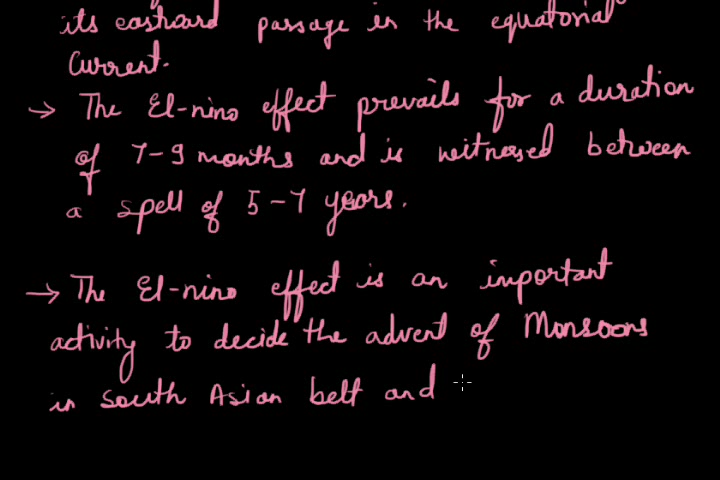 its eastward passage in the equatorial
Current.
→ The El-nino effect prevails for a duration
of 7-9 months and is witnessed between
a spell of 5-7 years.
→ The El-nino effect is an important
activity to decide the advent of Monsoons
in south Asian belt and